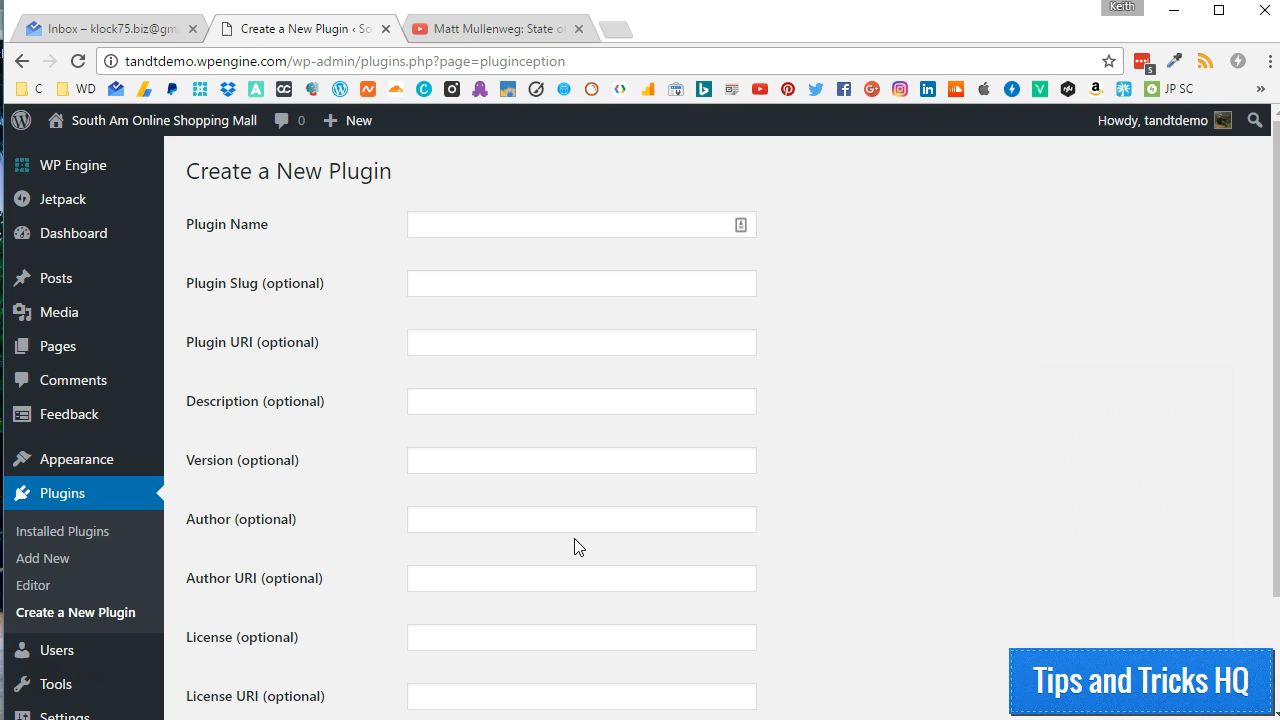 Keith
Inbox – klock75.biz@gm
Create a New Plugin ‹ So
Matt Mullenweg: State of
tandtdemo.wpengine.com/wp-admin/plugins.php?page=pluginception
5
C
WD
JP SC
»
South Am Online Shopping Mall
0
New
Howdy, tandtdemo
WP Engine
Jetpack
Dashboard
Posts
Media
Pages
Comments
Feedback
Appearance
Plugins
Installed Plugins
Add New
Editor
Create a New Plugin
Users
Tools
Settings
Create a New Plugin
Plugin Name
Plugin Slug (optional)
Plugin URI (optional)
Description (optional)
Version (optional)
Author (optional)
Author URI (optional)
License (optional)
License URI (optional)
Tips and Tricks HQ